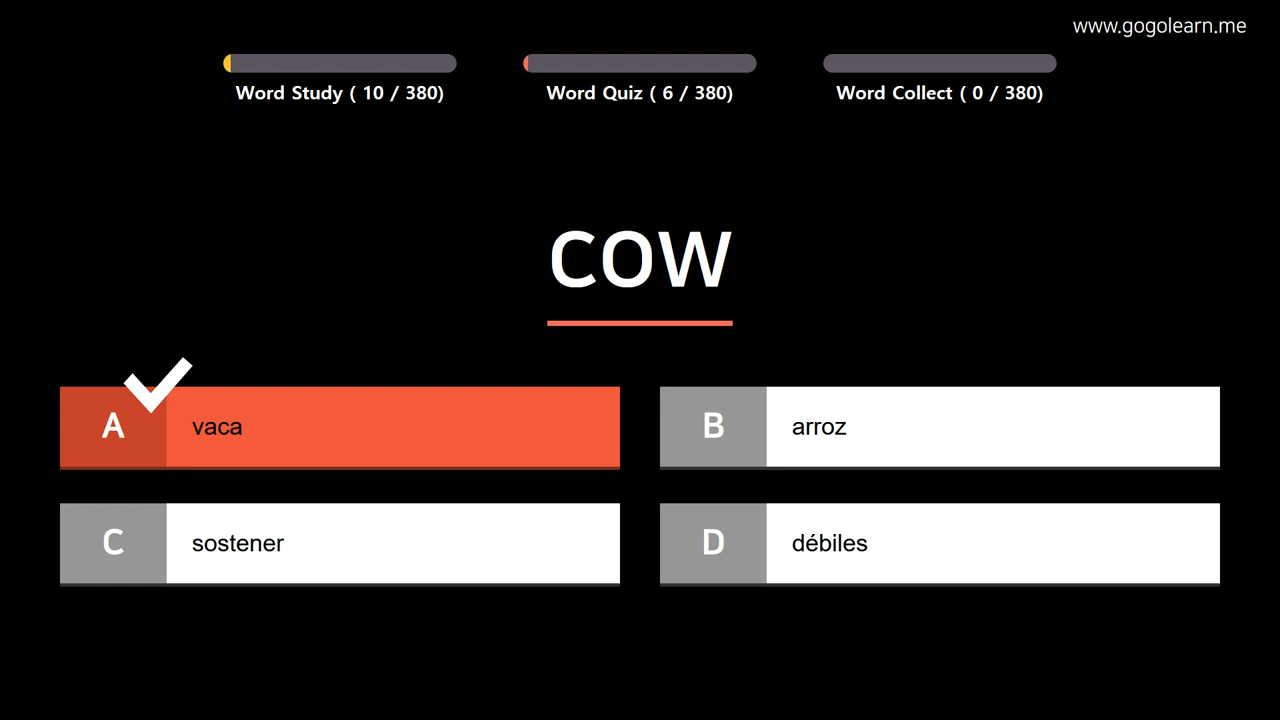 www.gogolearn.me
Word Study ( 10 / 380)
Word Quiz ( 6 / 380)
Word Collect ( 0 / 380)
COW
A vaca
B arroz
C sostener
D débiles